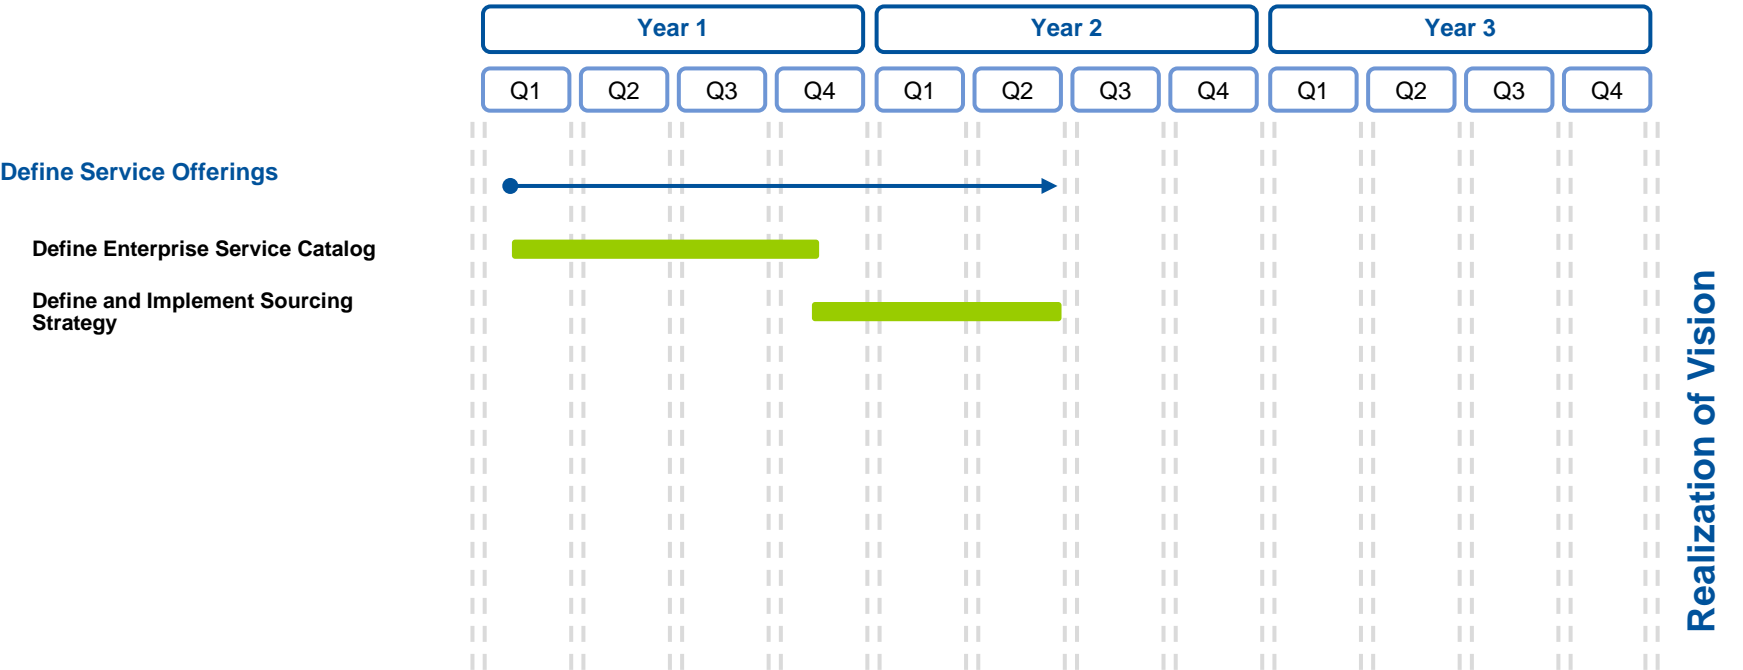 Year 1
Year 2
Year 3
Q1
Q2
Q3
Q4
Q1
Q2
Q3
Q4
Q1
Q2
Q3
Q4
Define Service Offerings
Define Enterprise Service Catalog
Define and Implement Sourcing
Strategy
Realization of Vision